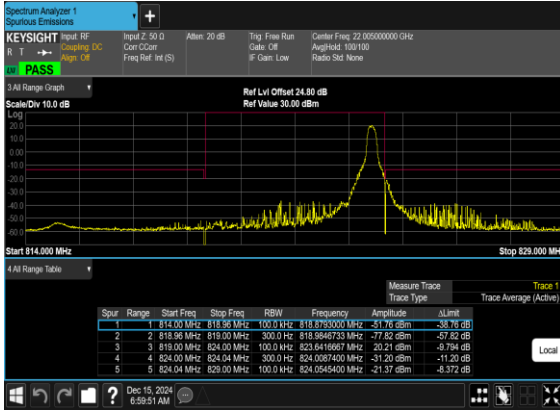 Spectrum Analyzer 1
Spurious Emissions
+
KEYSIGHT Input: RF Input Z: 50 Ω Atten: 20 dB Trig: Free Run Center Freq: 22.005000000 GHz
R T Coupling: DC Corr CCorr Gate: Off Avg|Hold: 100/100
Align: Off Freq Ref: Int (S) IF Gain: Low Radio Std: None
PASS
3 All Range Graph
Ref Lvl Offset 24.80 dB
Scale/Div 10.0 dB Ref Value 30.00 dBm
Log
20.0
10.0
0.00
-10.0
-20.0
-30.0
-40.0
-50.0
-60.0
Start 814.000 MHz Stop 829.000 MH
4 All Range Table
Measure Trace Trace 1
Trace Type Trace Average (Active)
Spur Range Start Freq Stop Freq RBW Frequency Amplitude ΔLimit
1 1 814.00 MHz 818.96 MHz 100.0 kHz 818.8793000 MHz -51.76 dBm -38.76 dB
2 2 818.96 MHz 819.00 MHz 300.0 Hz 818.9846733 MHz -77.82 dBm -57.82 dB
3 3 819.00 MHz 824.00 MHz 100.0 kHz 823.6416667 MHz 20.21 dBm -9.794 dB
4 4 824.00 MHz 824.04 MHz 300.0 Hz 824.0087400 MHz -31.20 dBm -11.20 dB
5 5 824.04 MHz 829.00 MHz 100.0 kHz 824.0545400 MHz -21.37 dBm -8.372 dB
Local
?
Dec 15, 2024
6:59:51 AM